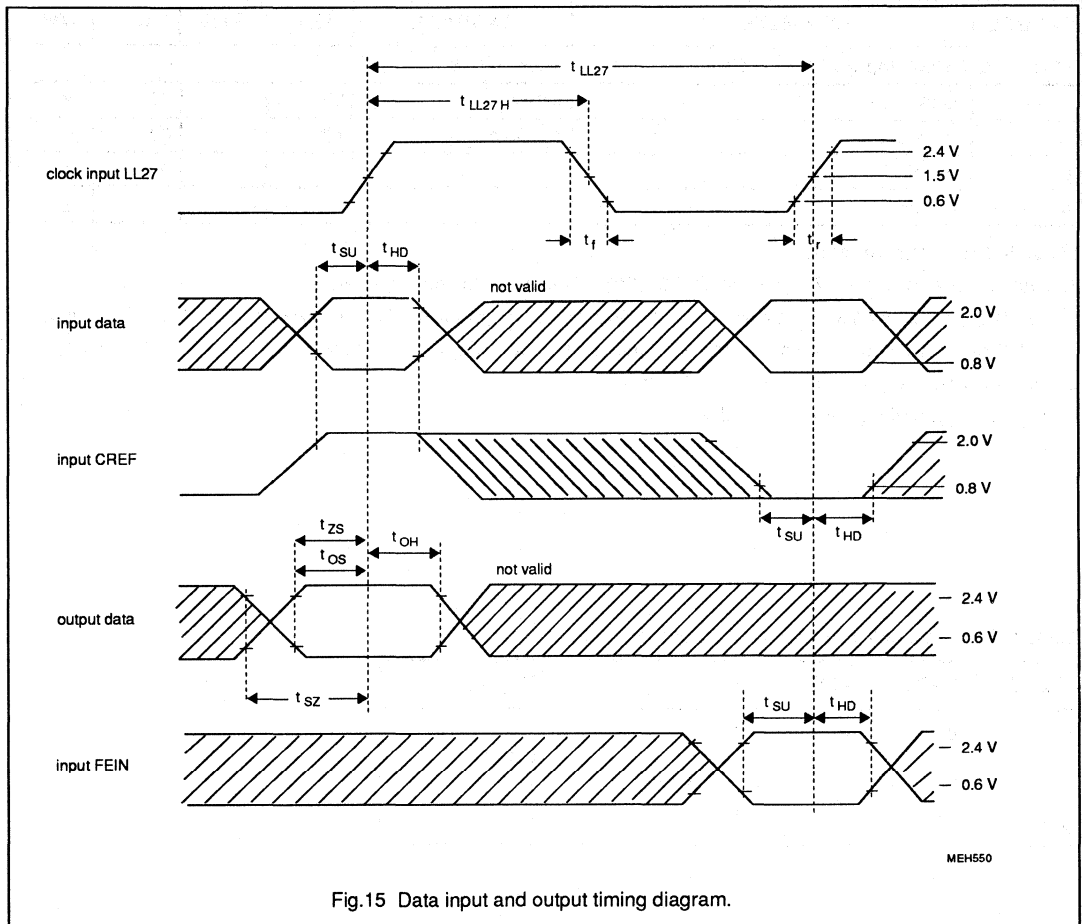 t LL27
t LL27 H
clock input LL27
2.4 V
1.5 V
0.6 V
t f
t r
t SU
t HD
not valid
input data
2.0 V
0.8 V
input CREF
2.0 V
0.8 V
t SU
t HD
t ZS
t OS
t OH
not valid
output data
2.4 V
0.6 V
t SZ
t SU
t HD
input FEIN
2.4 V
0.6 V
MEH550
Fig.15 Data input and output timing diagram.